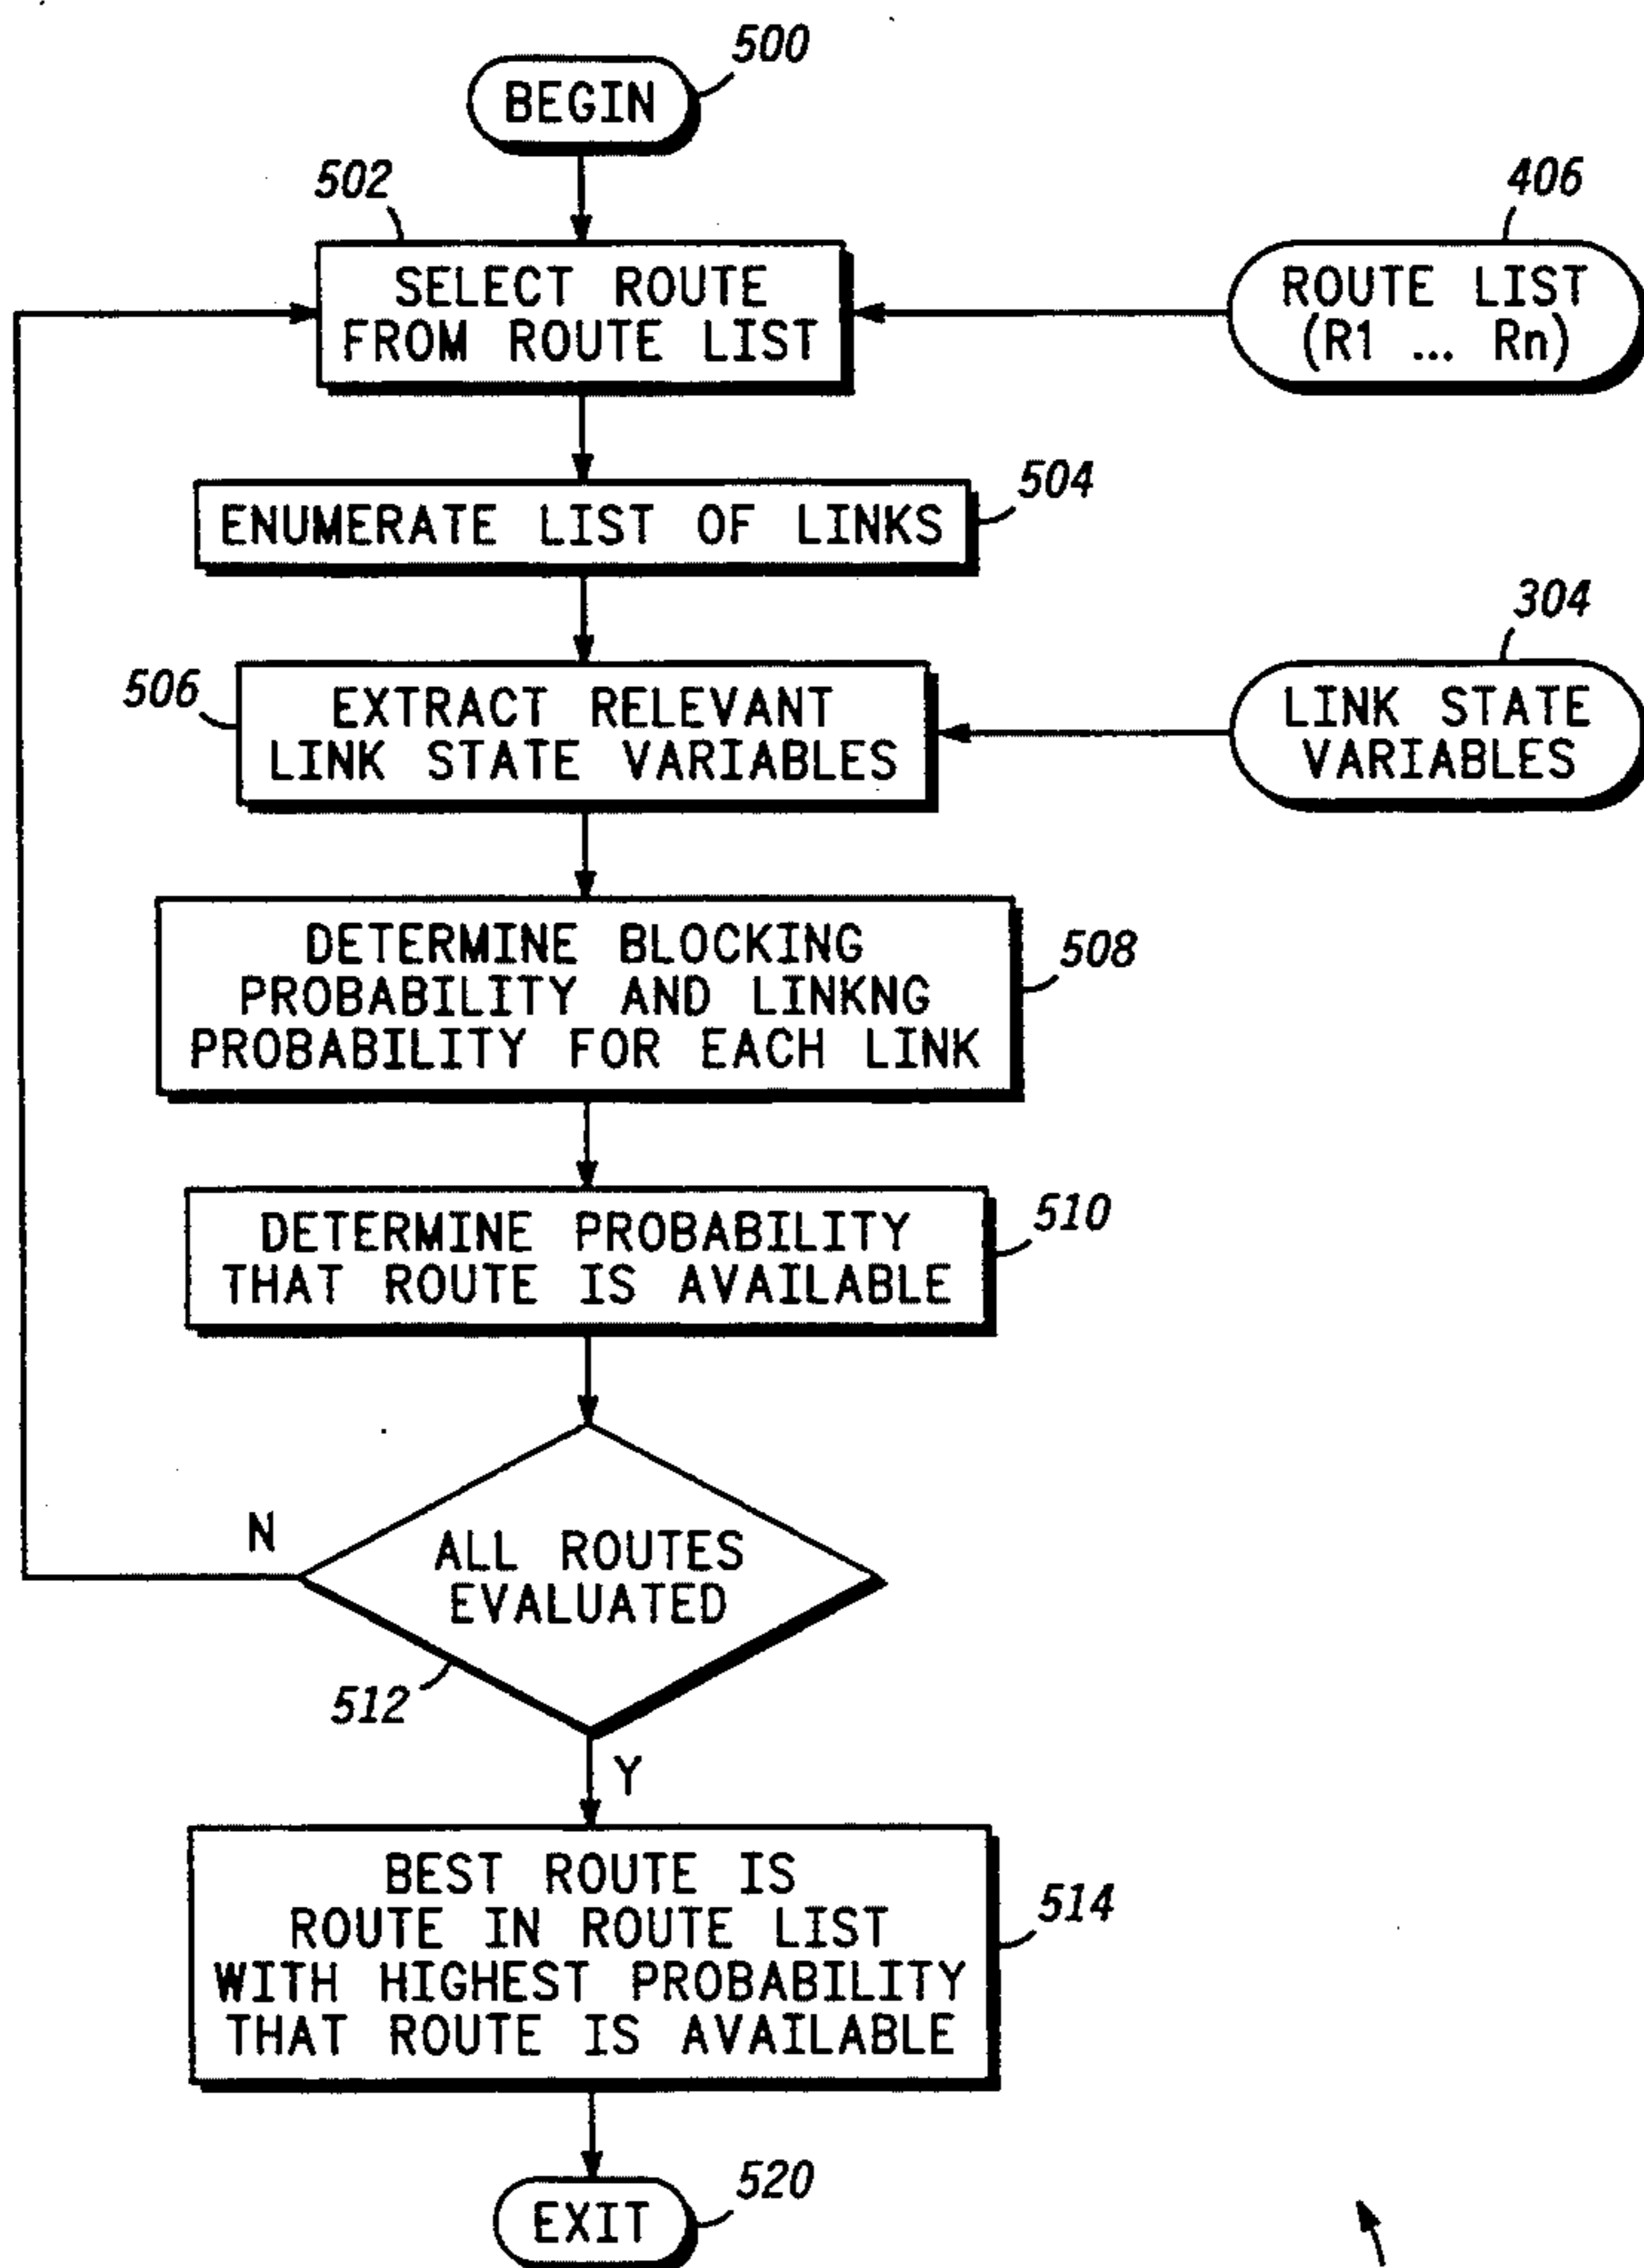 500
BEGIN
502
406
SELECT ROUTE
FROM ROUTE LIST
ROUTE LIST
(R1 ... Rn)
504
ENUMERATE LIST OF LINKS
304
506
EXTRACT RELEVANT
LINK STATE VARIABLES
LINK STATE
VARIABLES
508
DETERMINE BLOCKING
PROBABILITY AND LINKNG
PROBABILITY FOR EACH LINK
510
DETERMINE PROBABILITY
THAT ROUTE IS AVAILABLE
N
ALL ROUTES
EVALUATED
512
Y
514
BEST ROUTE IS
ROUTE IN ROUTE LIST
WITH HIGHEST PROBABILITY
THAT ROUTE IS AVAILABLE
520
EXIT